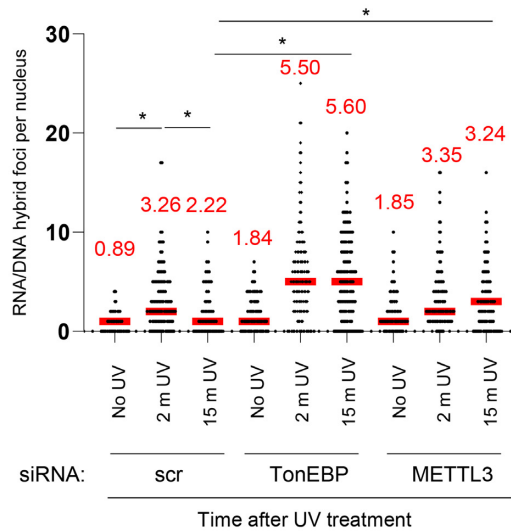 *
30
*
5.50
5.60
RNA/DNA hybrid foci per nucleus
20
*
*
3.26
2.22
3.35
3.24
1.84
1.85
10
0.89
0
No UV
2 m UV
15 m UV
No UV
2 m UV
15 m UV
No UV
2 m UV
15 m UV
siRNA: scr TonEBP METTL3
Time after UV treatment